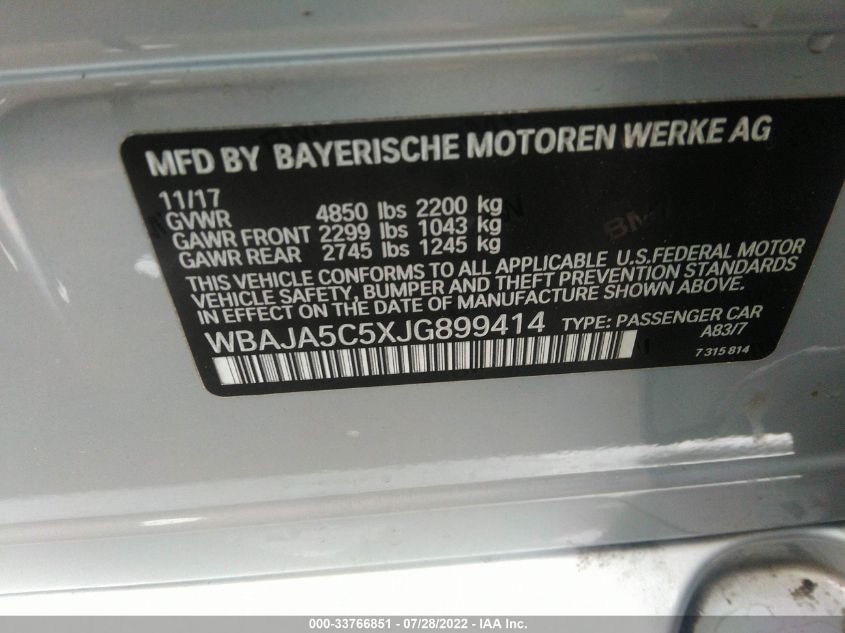 MFD BY BAYERISCHE MOTOREN WERKE AG
11/17
GVWR 4850 lbs 2200 kg
GAWR FRONT 2299 lbs 1043 kg
GAWR REAR 2745 lbs 1245 kg
THIS VEHICLE CONFORMS TO ALL APPLICABLE U.S.FEDERAL MOTOR
VEHICLE SAFETY, BUMPER AND THEFT PREVENTION STANDARDS
IN EFFECT ON THE DATE OF MANUFACTURE SHOWN ABOVE.
WBAJA5C5XJG899414 TYPE: PASSENGER CAR
A83/7
7 315 814
000-33766851 / 07/28/2022 - IAA Inc.